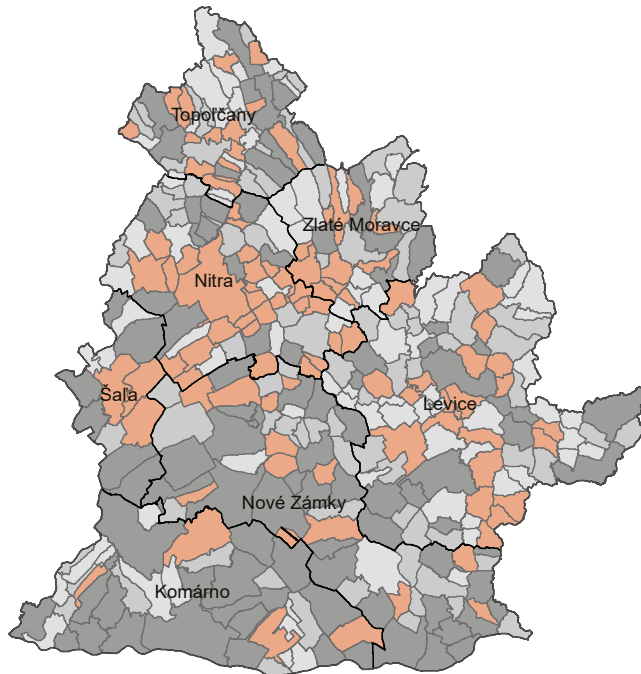 Topoľčany
Zlaté Moravce
Nitra
Šaľa
Levice
Nové Zámky
Komárno